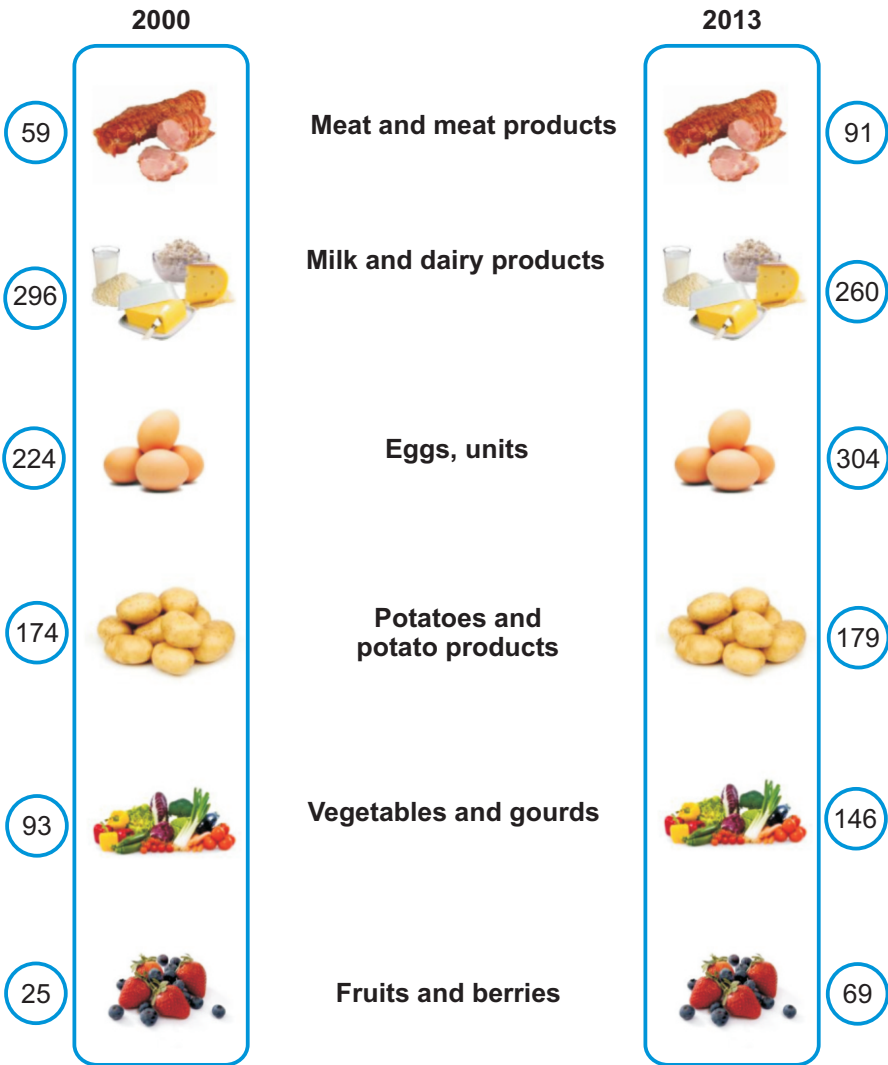 2000
2013
59
Meat and meat products
91
Milk and dairy products
296
260
224
Eggs, units
304
174
Potatoes and
potato products
179
93
Vegetables and gourds
146
25
Fruits and berries
69